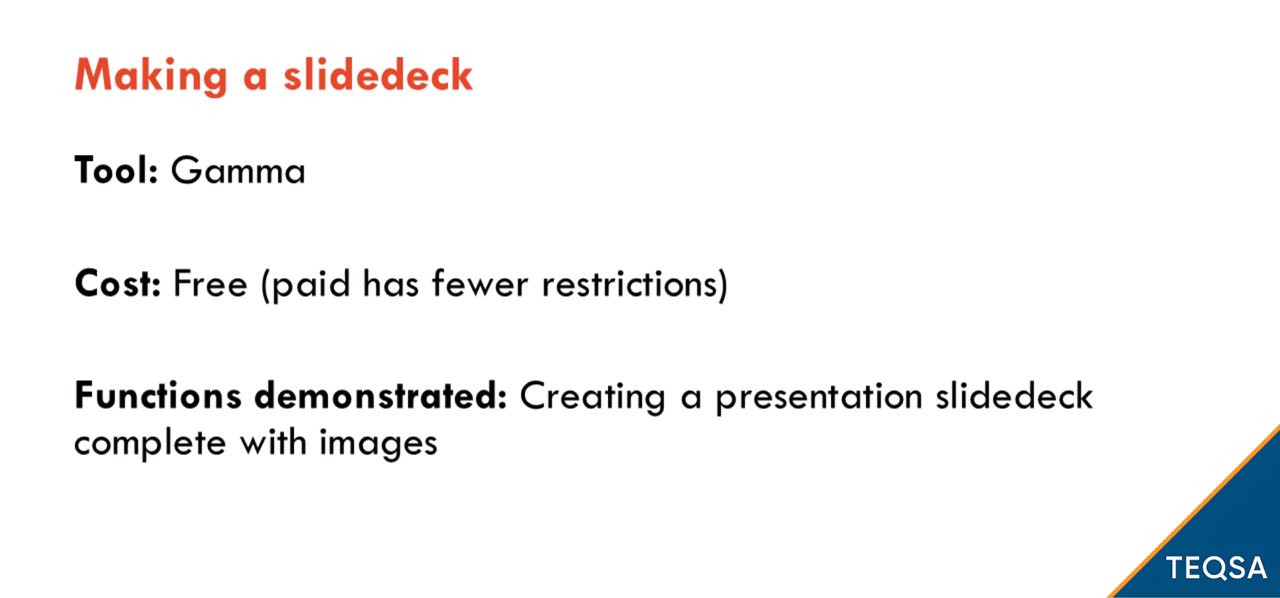 Making a slidedeck
Tool: Gamma
Cost: Free (paid has fewer restrictions)
Functions demonstrated: Creating a presentation slidedeck
complete with images
TEQSA